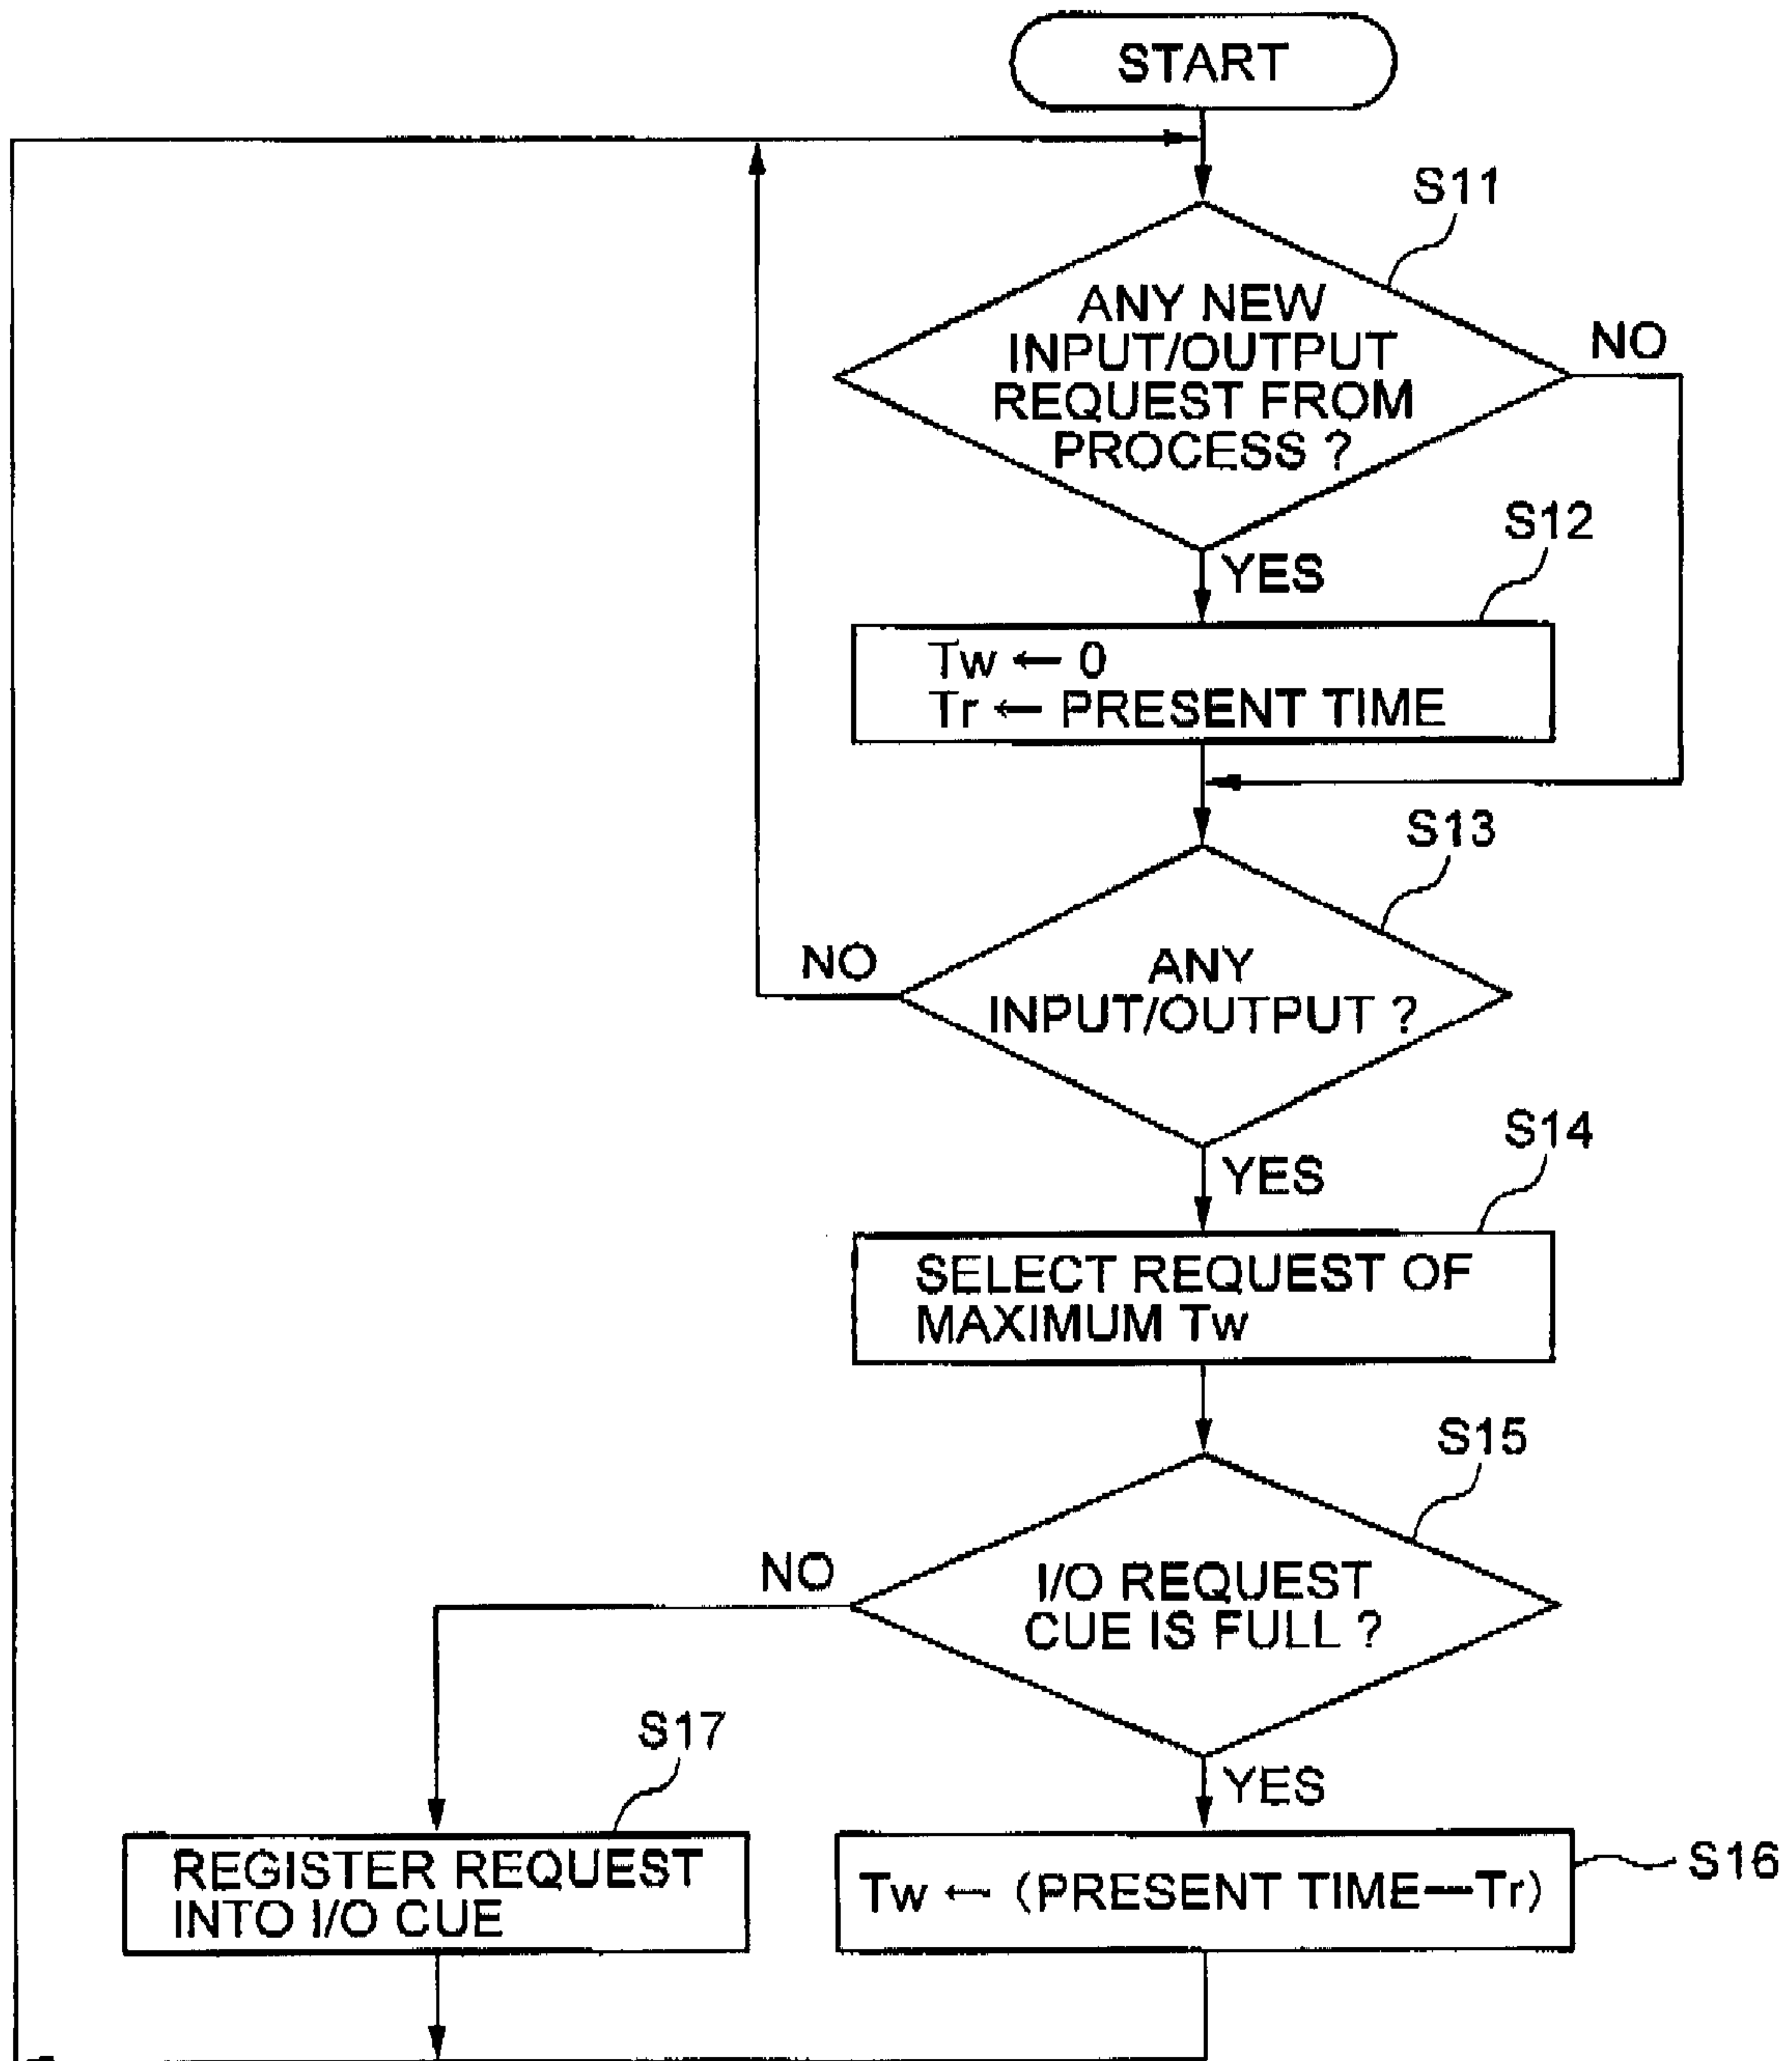 START
S11
ANY NEW
INPUT/OUTPUT
REQUEST FROM
PROCESS ?
NO
YES
S12
Tw ← 0
Tr ← PRESENT TIME
S13
ANY
INPUT/OUTPUT ?
NO
YES
S14
SELECT REQUEST OF
MAXIMUM Tw
S15
I/O REQUEST
CUE IS FULL ?
NO
YES
S17
REGISTER REQUEST
INTO I/O CUE
Tw ← (PRESENT TIME—Tr)
S16